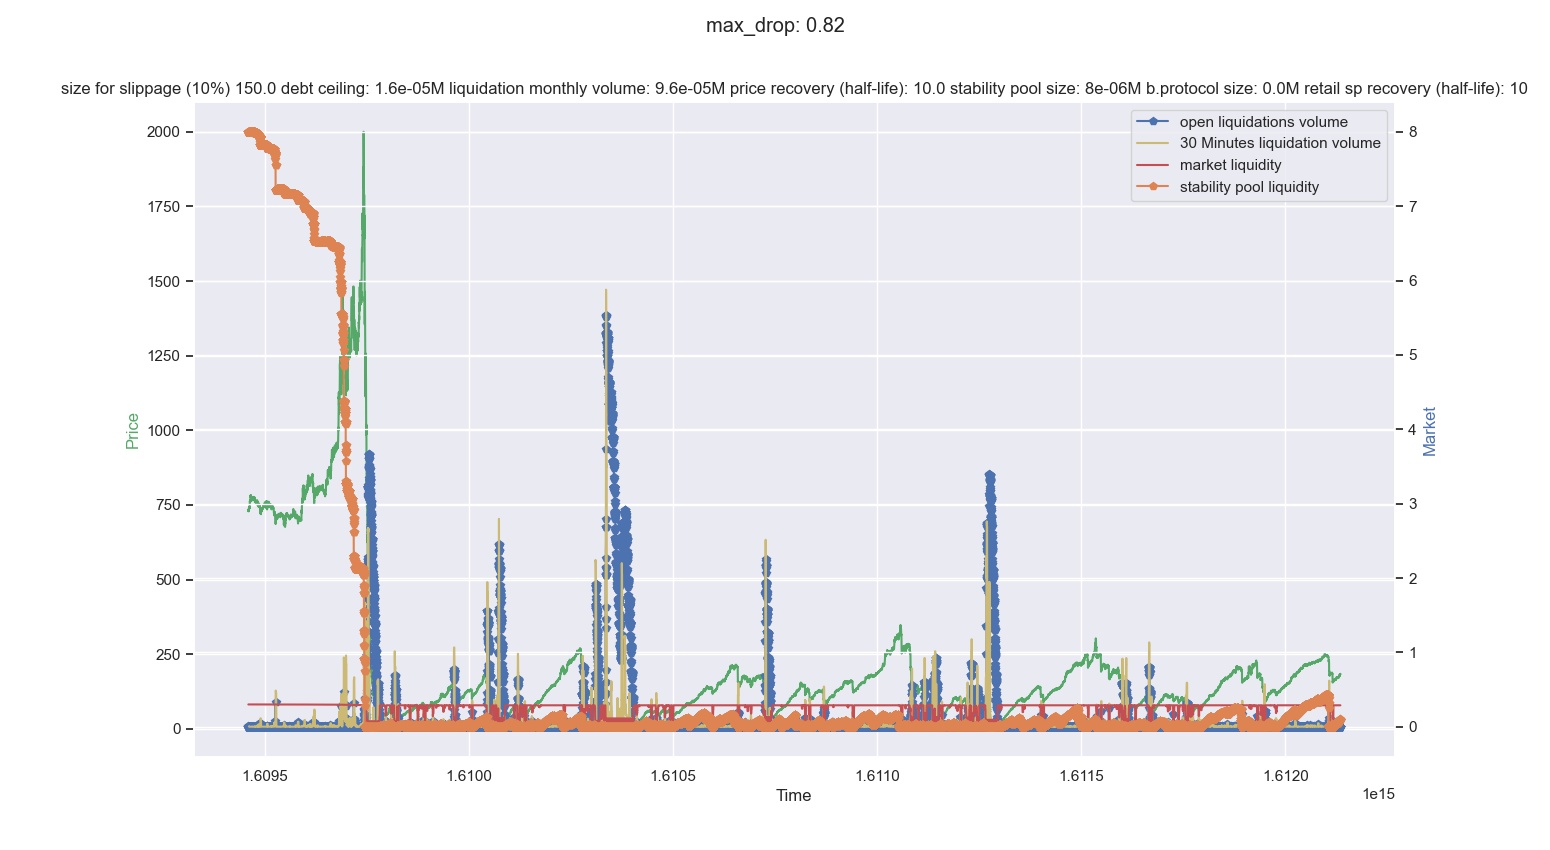 max_drop: 0.82
size for slippage (10%) 150.0 debt ceiling: 1.6e-05M liquidation monthly volume: 9.6e-05M price recovery (half-life): 10.0 stability pool size: 8e-06M b.protocol size: 0.0M retail sp recovery (half-life): 10
open liquidations volume
30 Minutes liquidation volume
market liquidity
stability pool liquidity
2000
1750
1500
1250
1000
750
500
250
0
Price
8
7
6
5
4
3
2
1
0
Market
1.6095 1.6100 1.6105 1.6110 1.6115 1.6120
1e15
Time